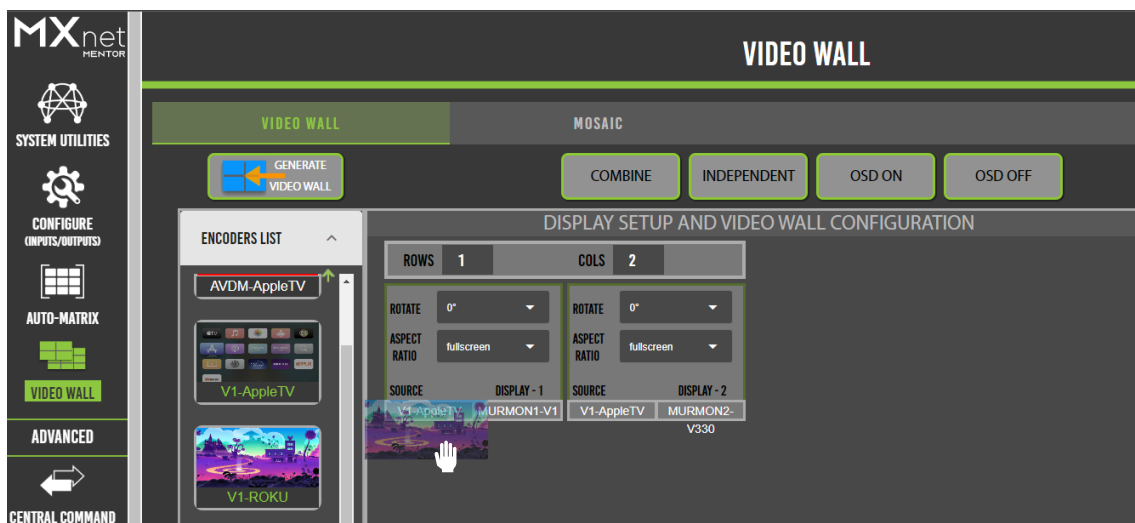 MXnet
MENTOR
VIDEO WALL
SYSTEM UTILITIES
CONFIGURE
(INPUTS/OUTPUTS)
AUTO-MATRIX
VIDEO WALL
ADVANCED
CENTRAL COMMAND
VIDEO WALL
MOSAIC
GENERATE
VIDEO WALL
COMBINE
INDEPENDENT
OSD ON
OSD OFF
ENCODERS LIST
AVDM-AppleTV
V1-AppleTV
V1-ROKU
DISPLAY SETUP AND VIDEO WALL CONFIGURATION
ROWS 1 COLS 2
ROTATE 0°
ASPECT
RATIO
fullscreen
SOURCE DISPLAY - 1
V1-AppleTV MURMON1-V1
ROTATE 0°
ASPECT
RATIO
fullscreen
SOURCE DISPLAY - 2
V1-AppleTV MURMON2-
V330